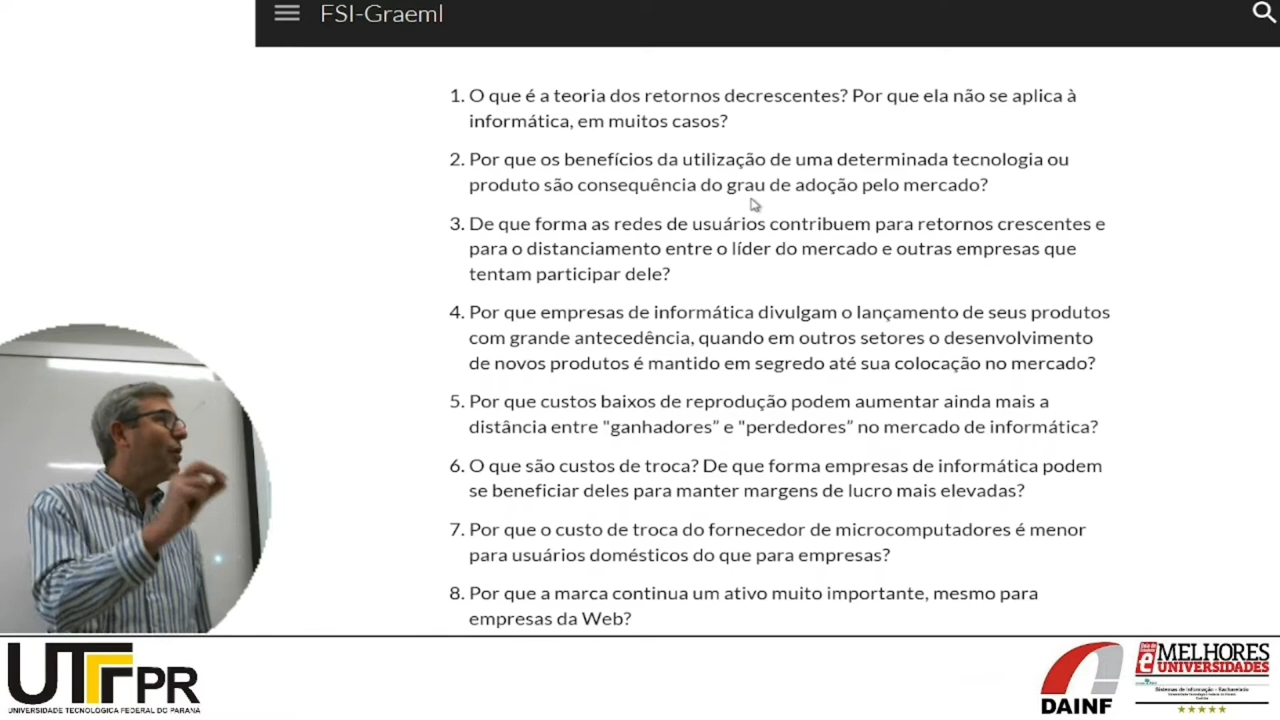 FSI-Graeml
1. O que é a teoria dos retornos decrescentes? Por que ela não se aplica à
informática, em muitos casos?
2. Por que os benefícios da utilização de uma determinada tecnologia ou
produto são consequência do grau de adoção pelo mercado?
3. De que forma as redes de usuários contribuem para retornos crescentes e
para o distanciamento entre o líder do mercado e outras empresas que
tentam participar dele?
4. Por que empresas de informática divulgam o lançamento de seus produtos
com grande antecedência, quando em outros setores o desenvolvimento
de novos produtos é mantido em segredo até sua colocação no mercado?
5. Por que custos baixos de reprodução podem aumentar ainda mais a
distância entre "ganhadores” e "perdedores” no mercado de informática?
6. O que são custos de troca? De que forma empresas de informática podem
se beneficiar deles para manter margens de lucro mais elevadas?
7. Por que o custo de troca do fornecedor de microcomputadores é menor
para usuários domésticos do que para empresas?
8. Por que a marca continua um ativo muito importante, mesmo para
empresas da Web?
UTFPR
UNIVERSIDADE TECNOLÓGICA FEDERAL DO PARANÁ
DAINF
MELHORES
UNIVERSIDADES
Sistemas de Informação - Bacharelado